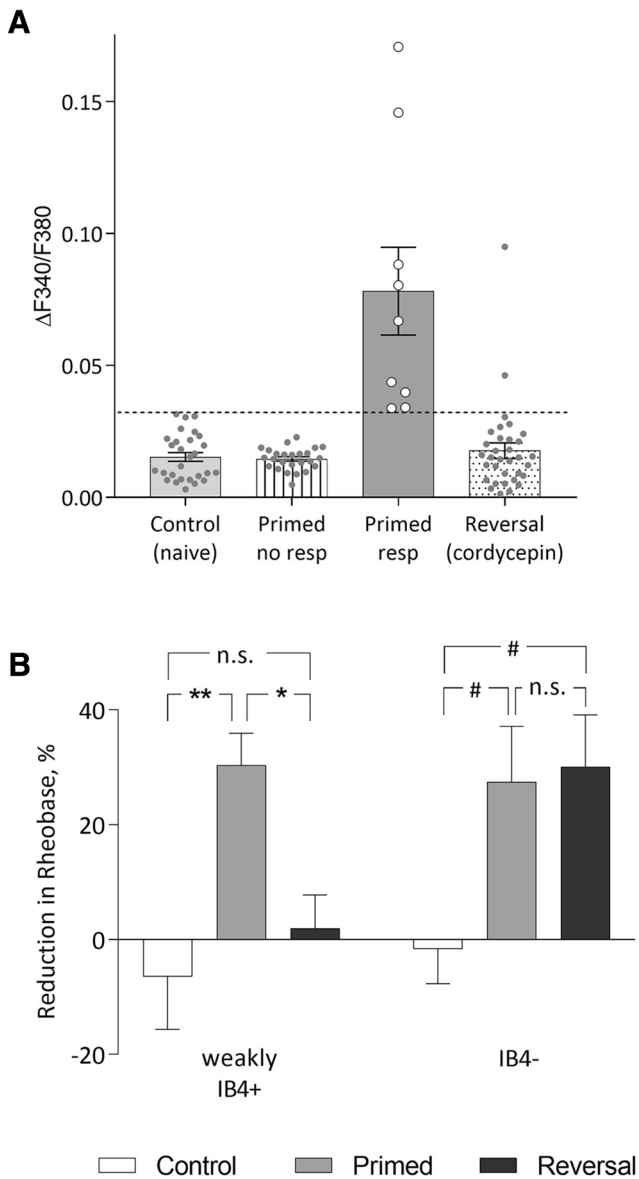 A
ΔF340/F380
0.15
0.10
0.05
0.00
Control
(naive)
Primed
no resp
Primed
resp
Reversal
(cordycepin)
B
n.s.
**
*
#
#
n.s.
Reduction in Rheobase, %
40
20
0
-20
weakly
IB4+
IB4-
Control
Primed
Reversal